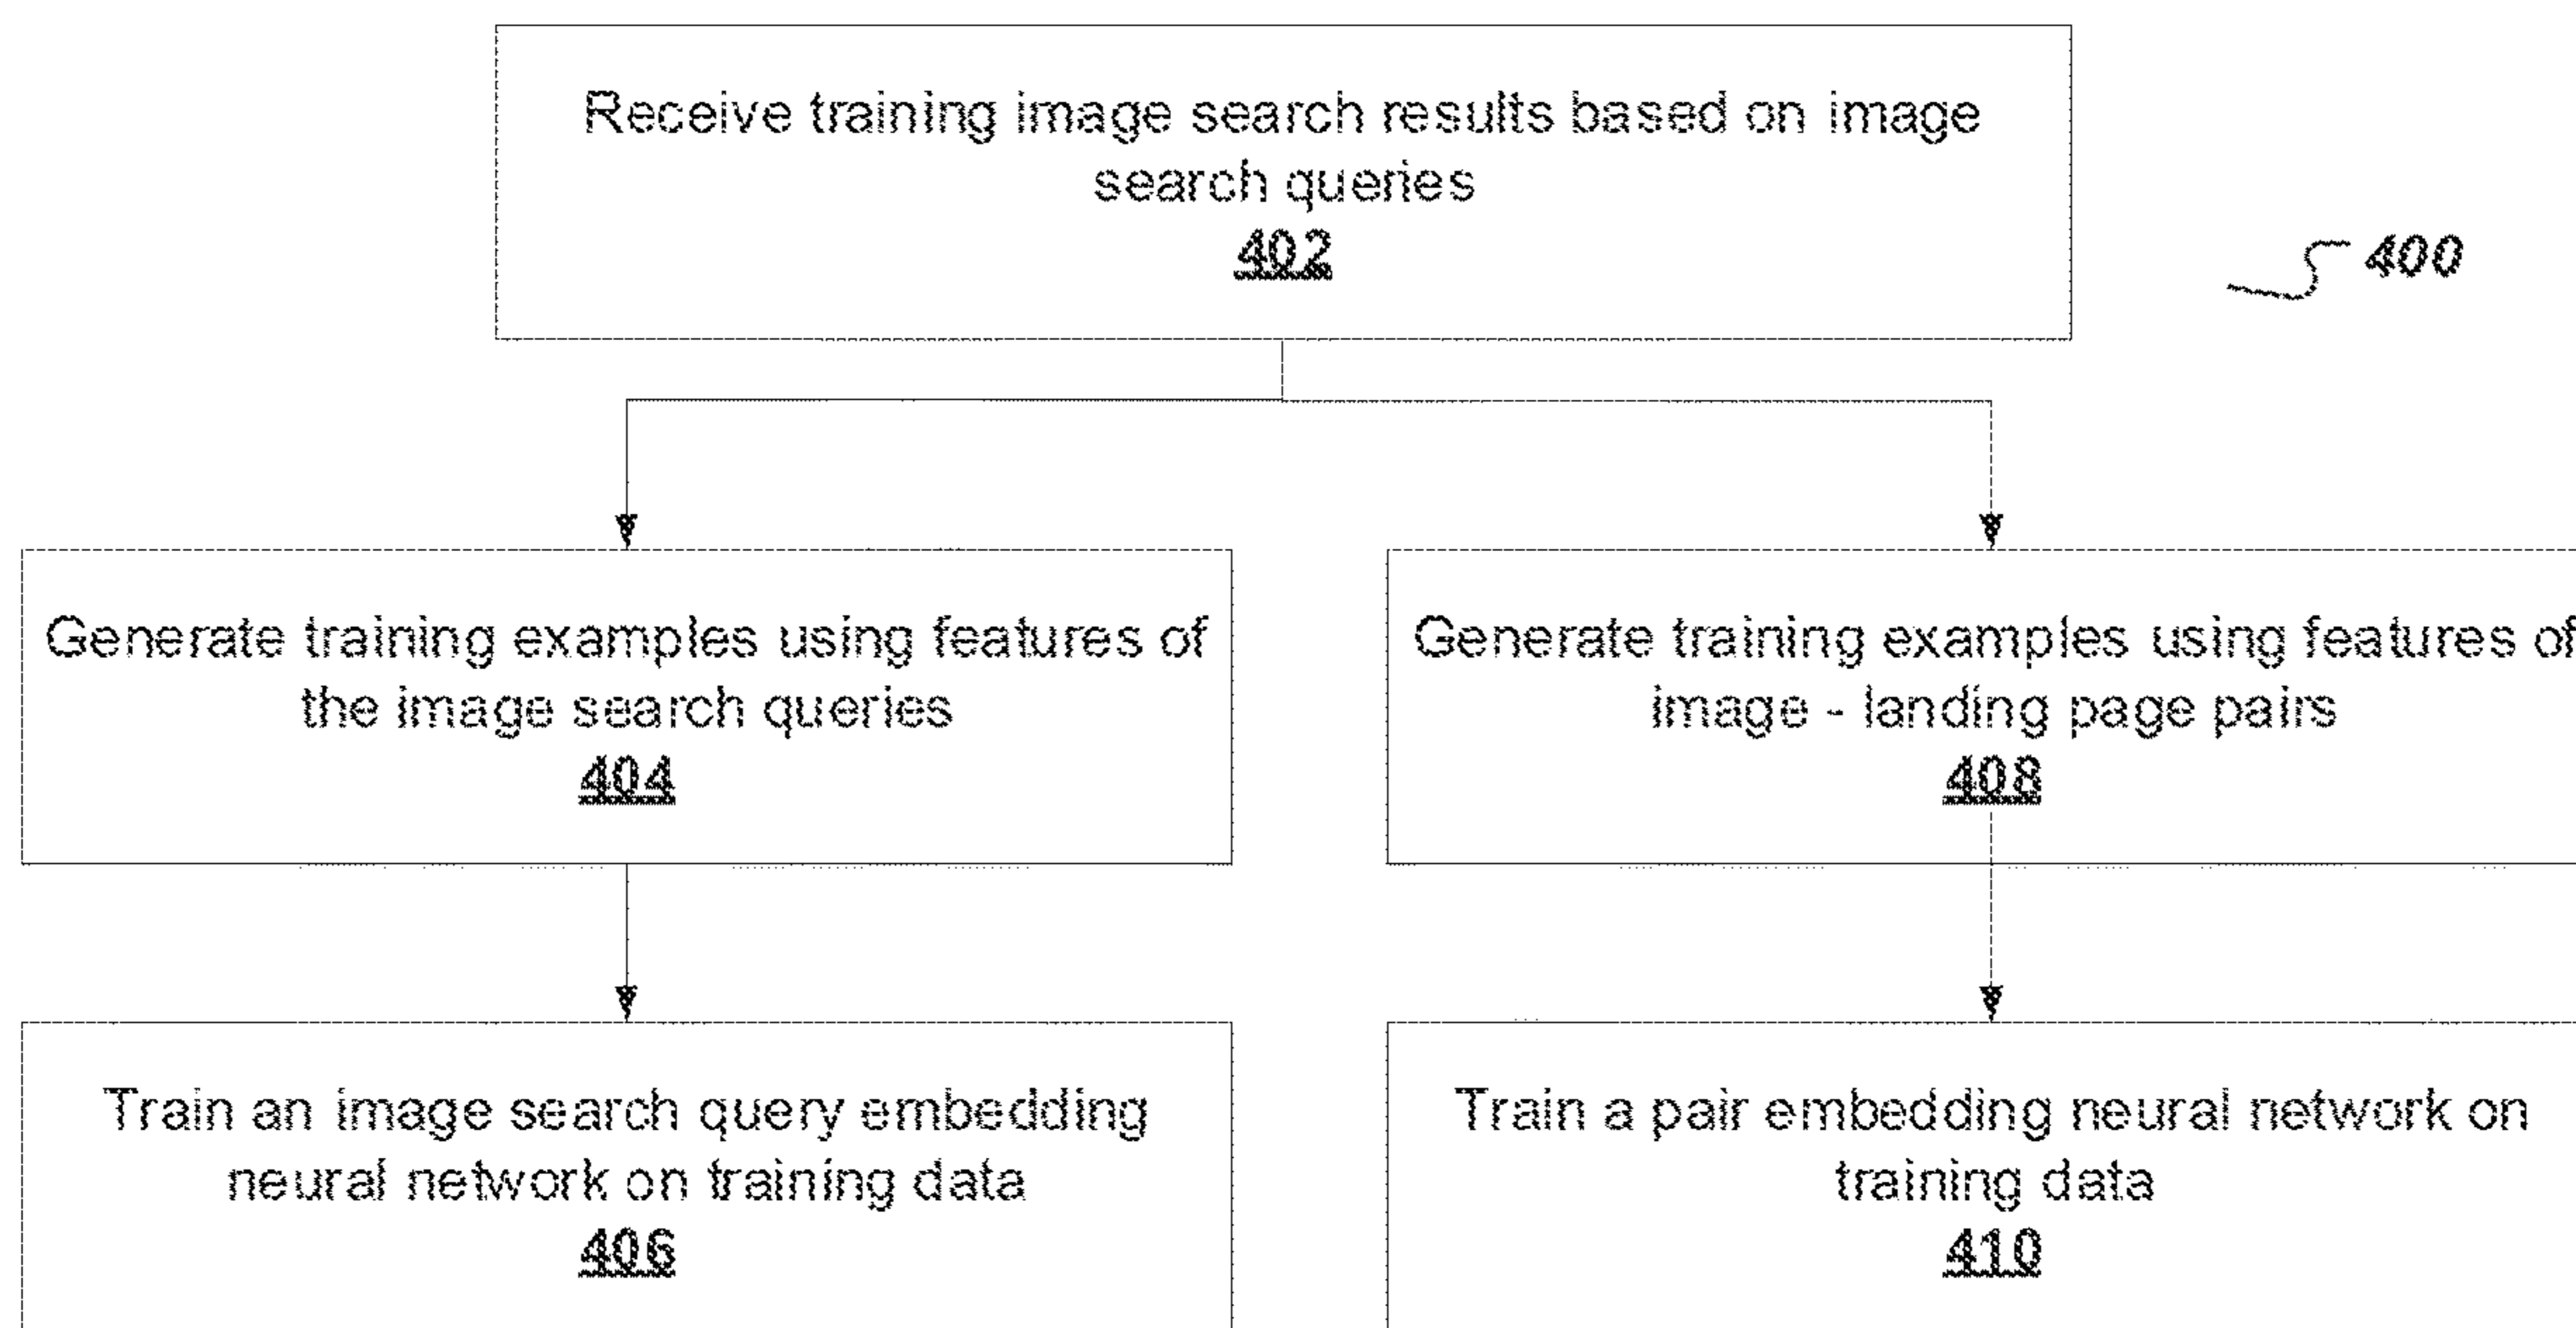 Receive training image search results based on image
search queries
402
400
Generate training examples using features of
the image search queries
404
Generate training examples using features of
image - landing page pairs
408
Train an image search query embedding
neural network on training data
406
Train a pair embedding neural network on
training data
410